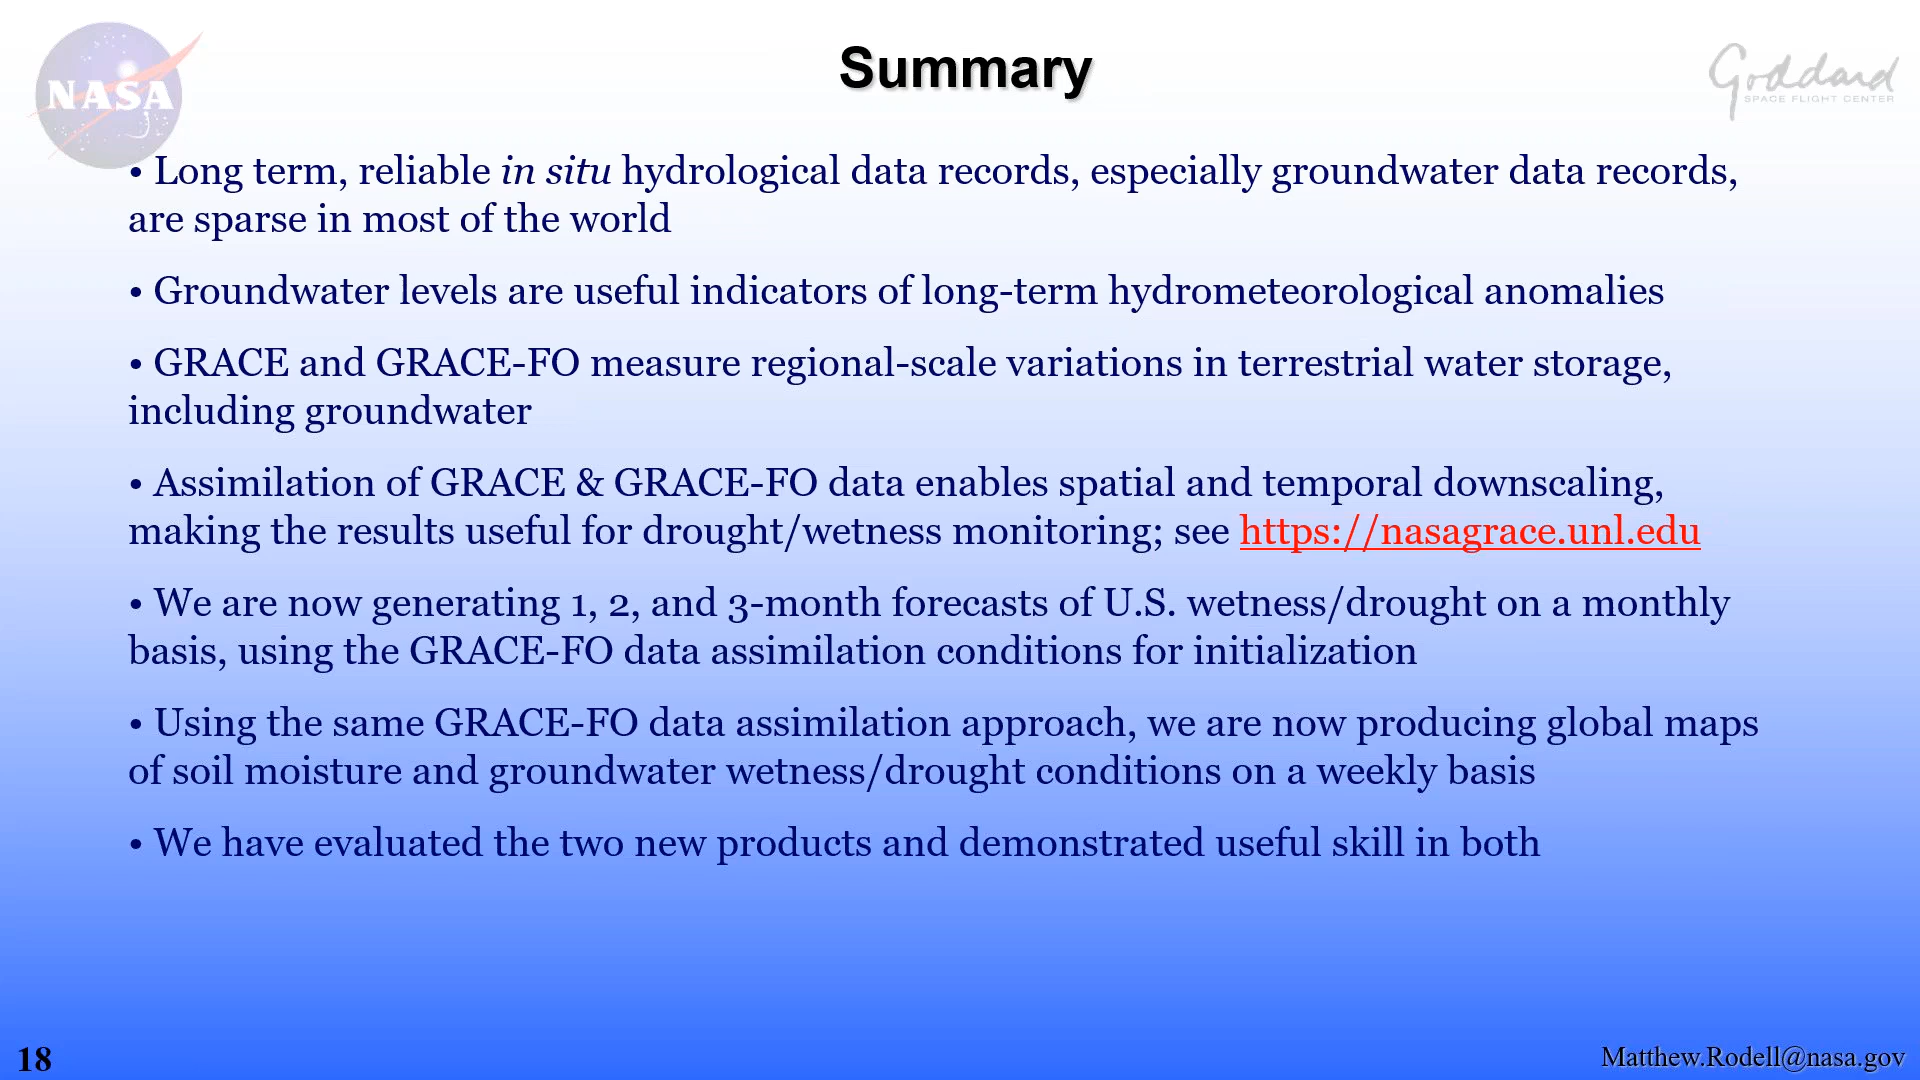 NASA
Summary
Goddard
SPACE FLIGHT CENTER
• Long term, reliable in situ hydrological data records, especially groundwater data records,
are sparse in most of the world
• Groundwater levels are useful indicators of long-term hydrometeorological anomalies
• GRACE and GRACE-FO measure regional-scale variations in terrestrial water storage,
including groundwater
• Assimilation of GRACE & GRACE-FO data enables spatial and temporal downscaling,
making the results useful for drought/wetness monitoring; see https://nasagrace.unl.edu
• We are now generating 1, 2, and 3-month forecasts of U.S. wetness/drought on a monthly
basis, using the GRACE-FO data assimilation conditions for initialization
• Using the same GRACE-FO data assimilation approach, we are now producing global maps
of soil moisture and groundwater wetness/drought conditions on a weekly basis
• We have evaluated the two new products and demonstrated useful skill in both
18
Matthew.Rodell@nasa.gov